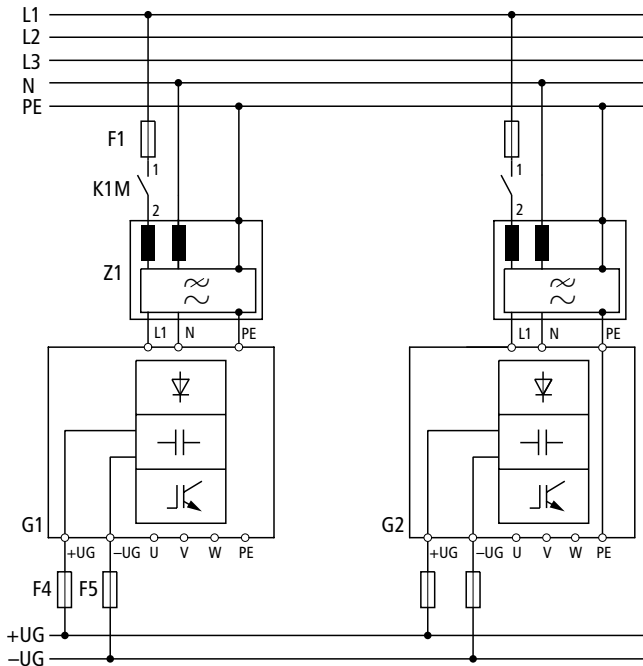 L1
L2
L3
N
PE
F1
1
1
K1M
2
2
Z1
L1 N PE
L1 N PE
G1
G2
+UG −UG U V W PE
+UG −UG U V W PE
F4 F5
+UG
−UG